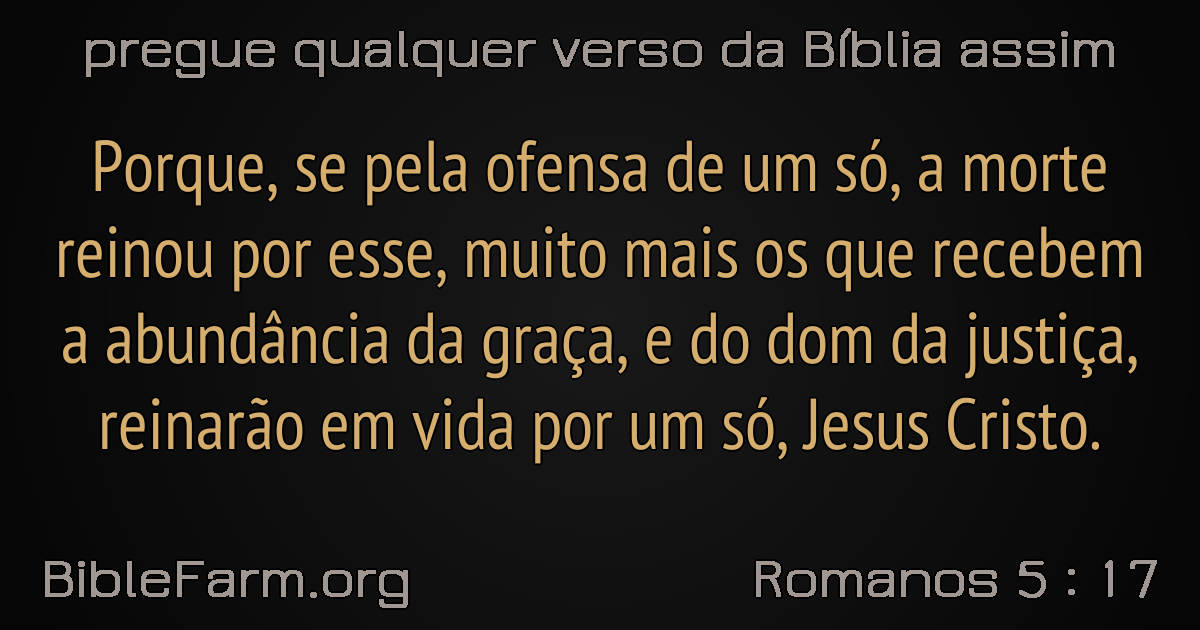 pregue qualquer verso da Bíblia assim
Porque, se pela ofensa de um só, a morte
reinou por esse, muito mais os que recebem
a abundância da graça, e do dom da justiça,
reinarão em vida por um só, Jesus Cristo.
BibleFarm.org
Romanos 5 : 17